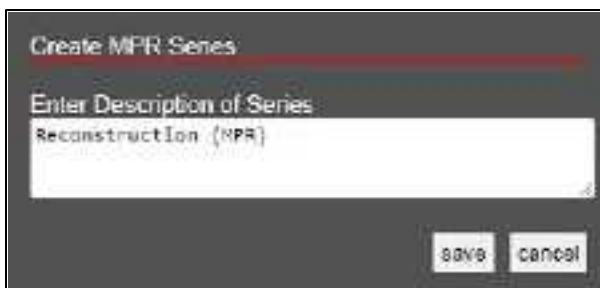 Create MPR Series
Enter Description of Series
Reconstruction (MPR)
save cancel